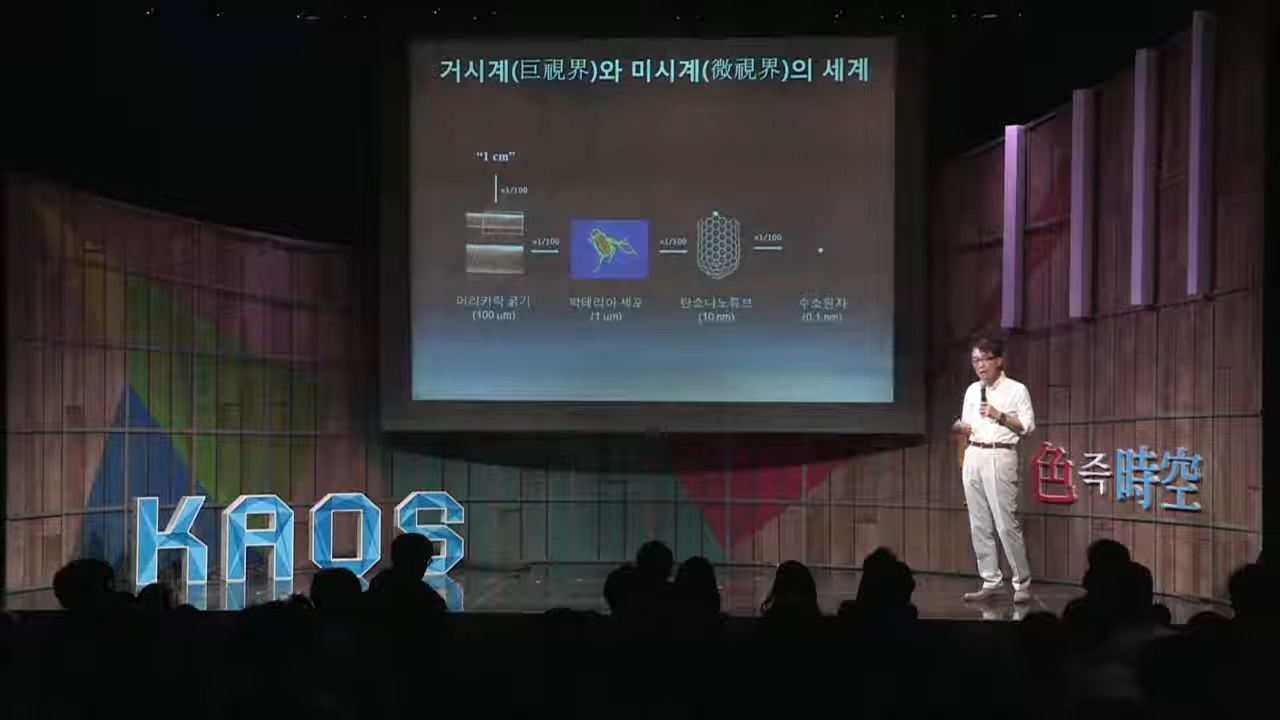 거시계(巨視界)와 미시계(微視界)의 세계
“1 cm”
×1/100
×1/100
×1/100
×1/100
머리카락 굵기
(100 um)
박테리아 세포
(1 um)
탄소나노튜브
(10 nm)
수소원자
(0.1 nm)
KAOS
色즉時空